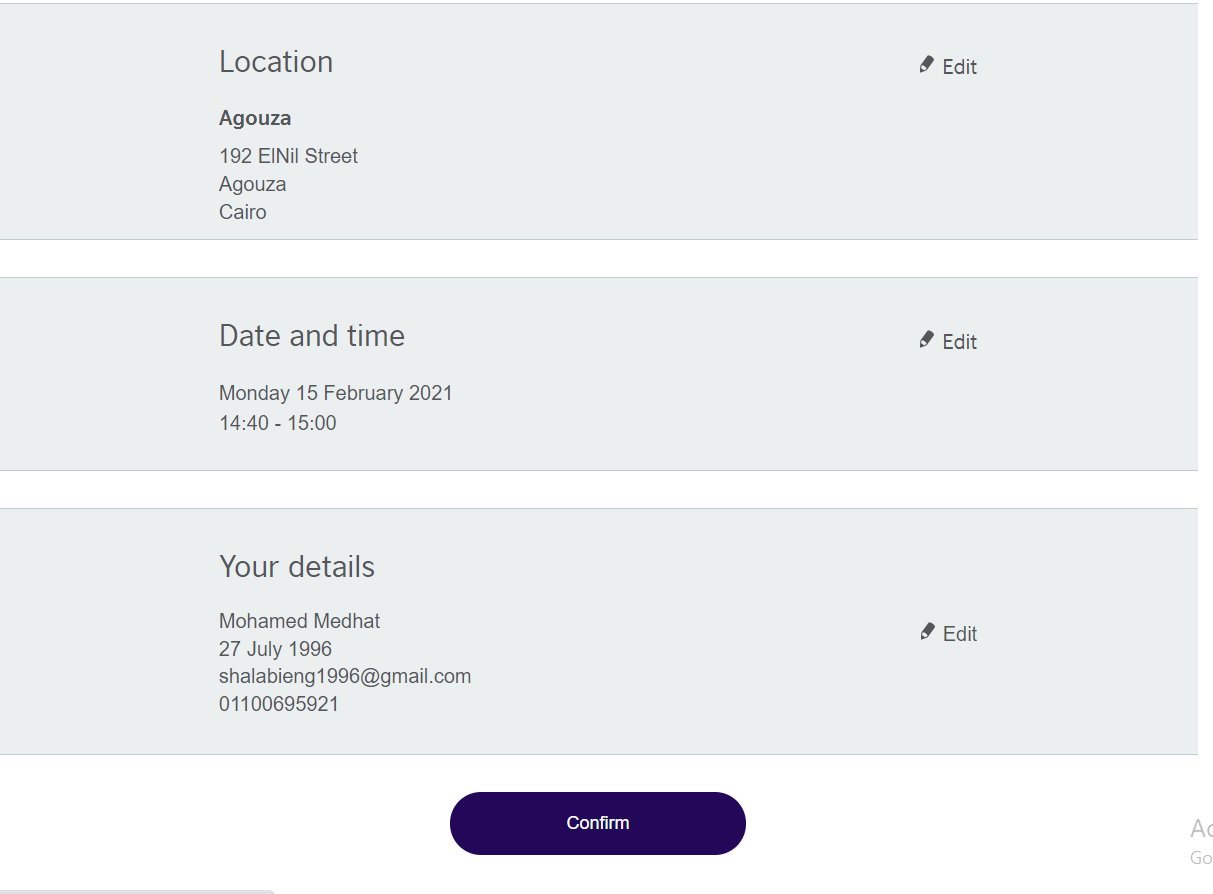 Location
Edit
Agouza
192 ElNil Street
Agouza
Cairo
Date and time
Edit
Monday 15 February 2021
14:40 - 15:00
Your details
Edit
Mohamed Medhat
27 July 1996
shalabieng1996@gmail.com
01100695921
Confirm
Go